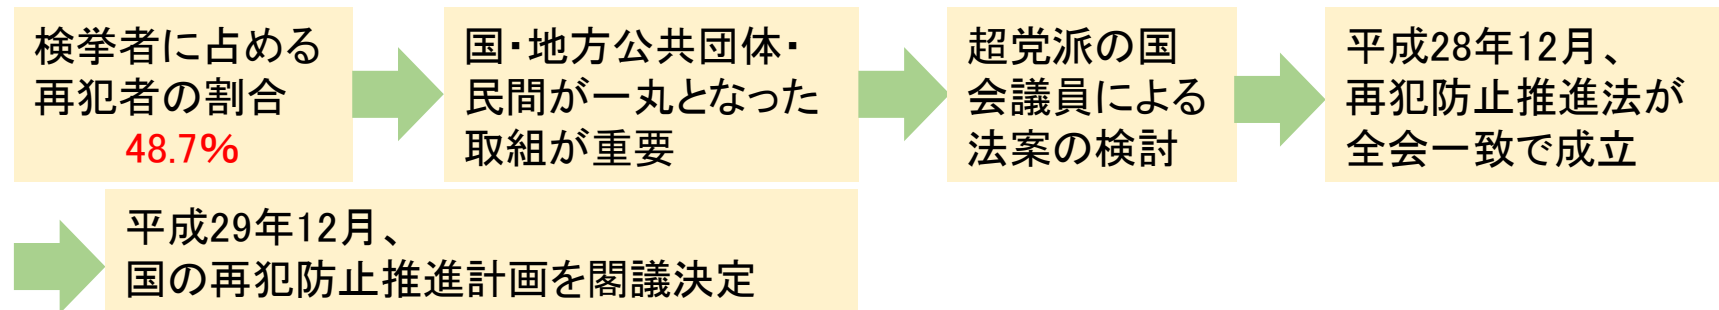 検挙者に占める
再犯者の割合
48.7%
国・地方公共団体・
民間が一丸となった
取組が重要
超党派の国
会議員による
法案の検討
平成28年12月、
再犯防止推進法が
全会一致で成立
平成29年12月、
国の再犯防止推進計画を閣議決定